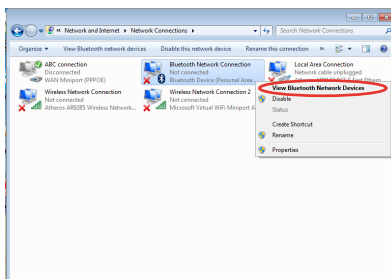 « Network and Internet ▸ Network Connections ▸
Search Network Connections
Organize ▾ View Bluetooth network devices Disable this network device Rename this connection »
ABC connection
Disconnected
WAN Miniport (PPPOE)
Bluetooth Network Connection
Not connected
Bluetooth Device (Personal Area ...
Local Area Connection
Network cable unplugged
Wireless Network Connection
Not connected
Atheros AR9285 Wireless Network...
Wireless Network Connection 2
Not connected
Microsoft Virtual WiFi Miniport A
View Bluetooth Network Devices
Disable
Status
Create Shortcut
Rename
Properties